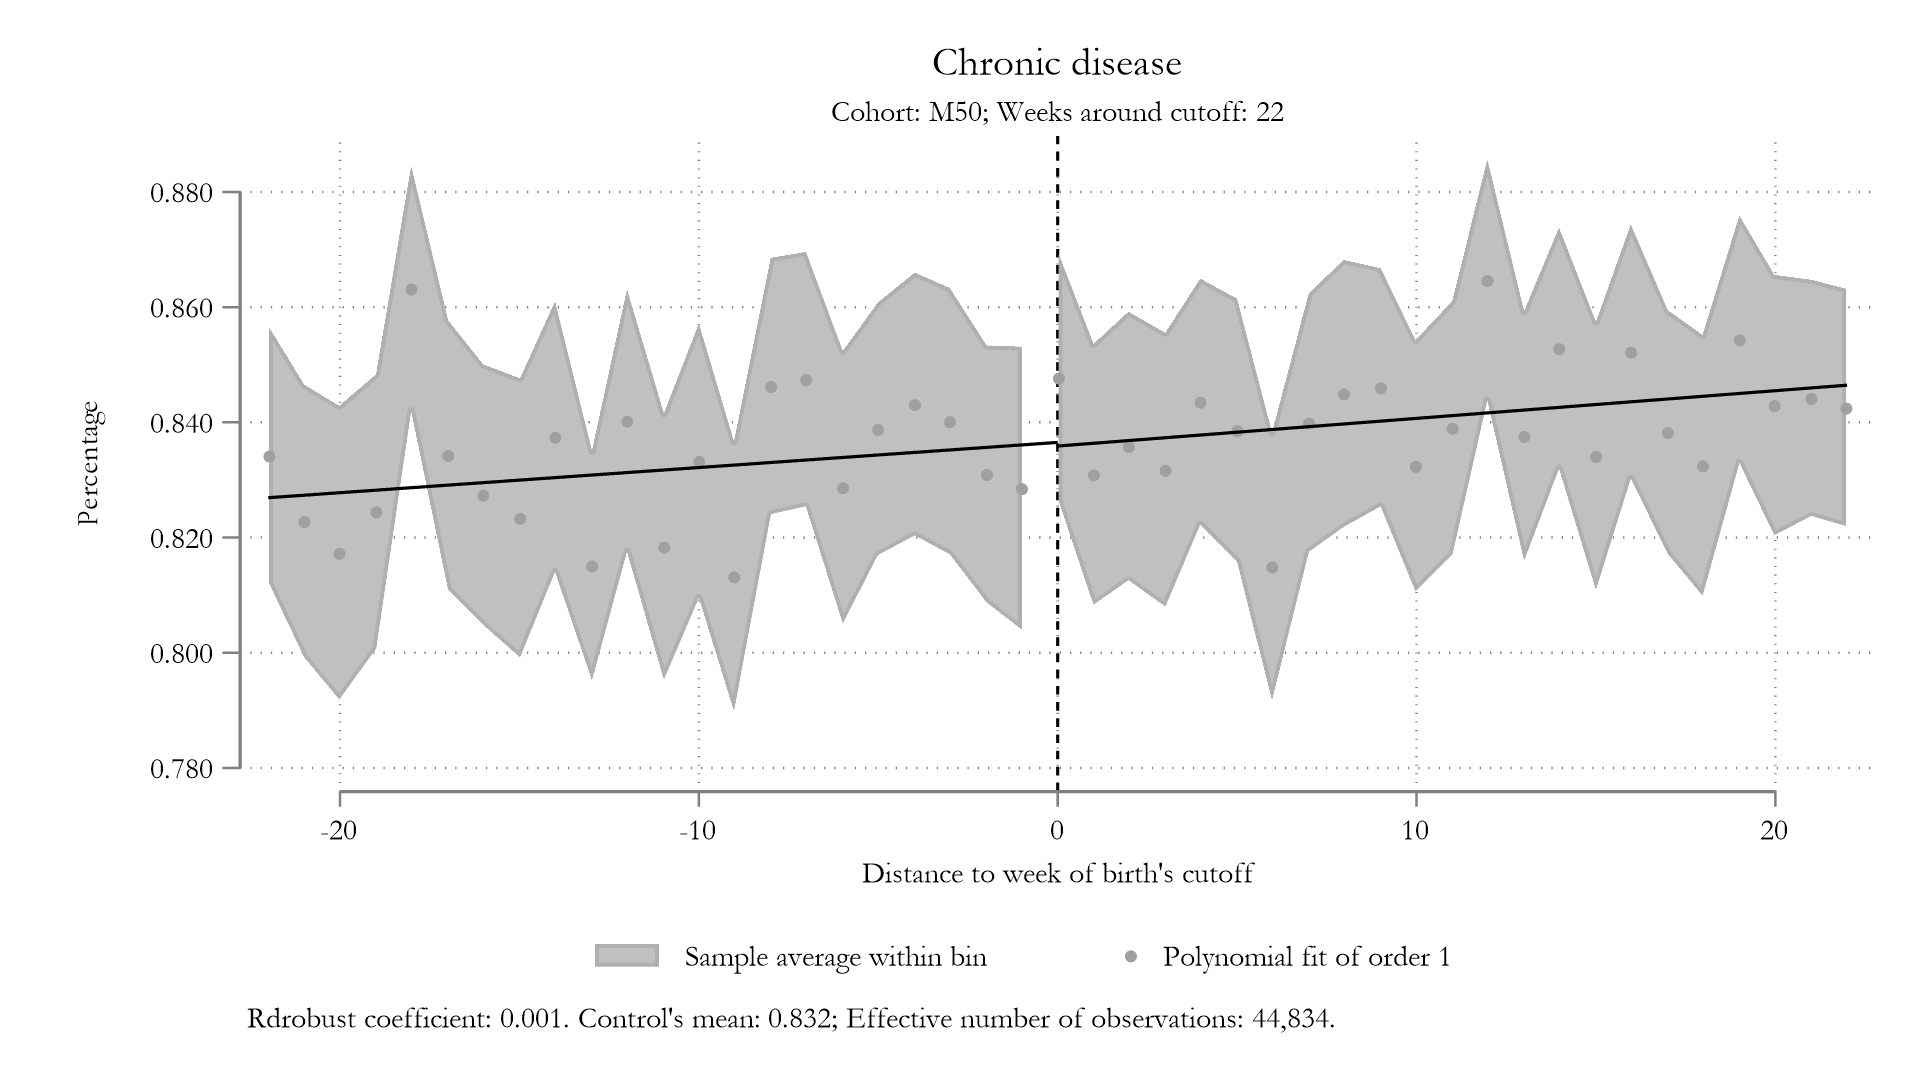 Chronic disease
Cohort: M50; Weeks around cutoff: 22
0.880
0.860
0.840
0.820
0.800
0.780
Percentage
-20 -10 0 10 20
Distance to week of birth's cutoff
Sample average within bin Polynomial fit of order 1
Rdrobust coefficient: 0.001. Control's mean: 0.832; Effective number of observations: 44,834.